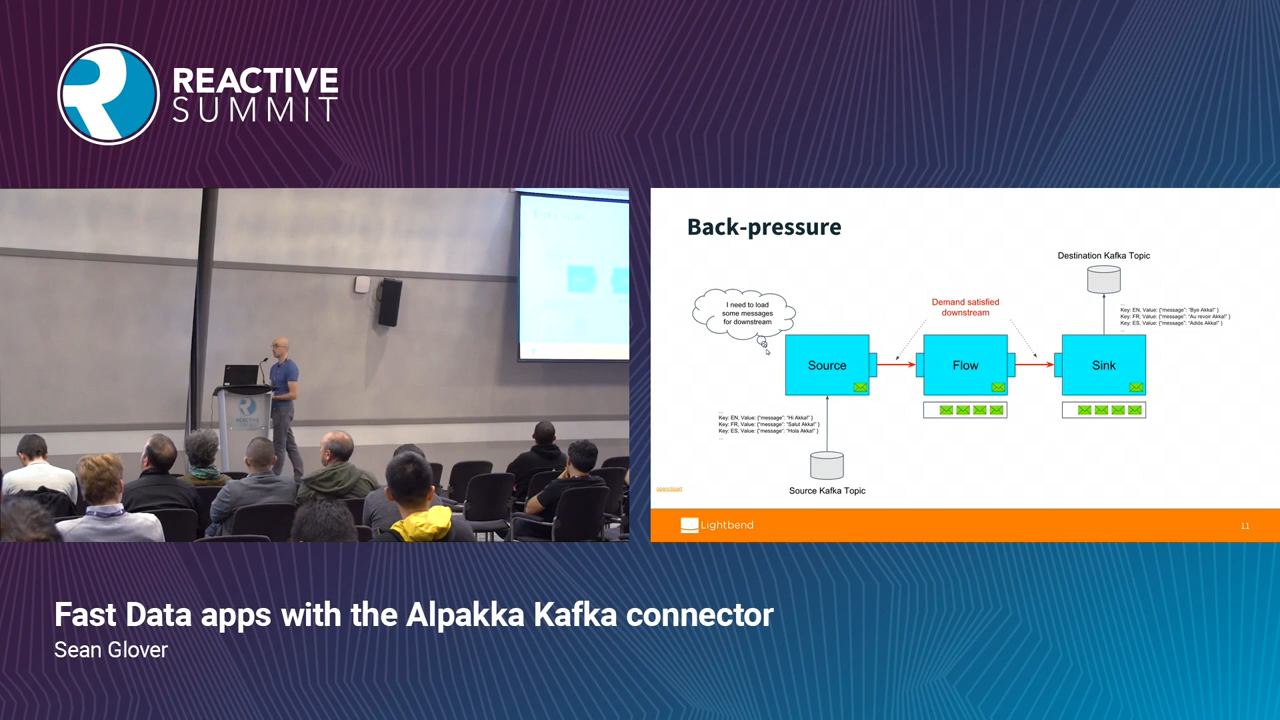 REACTIVE
SUMMIT
Back-pressure
Destination Kafka Topic
I need to load
some messages
for downstream
Demand satisfied
downstream
...
Key: EN, Value: {"message": "Bye Akka!" }
Key: FR, Value: {"message": "Au revoir Akka!" }
Key: ES, Value: {"message": "Adiós Akka!" }
...
Source
Flow
Sink
...
Key: EN, Value: {"message": "Hi Akka!" }
Key: FR, Value: {"message": "Salut Akka!" }
Key: ES, Value: {"message": "Hola Akka!" }
...
Source Kafka Topic
openclipart
Lightbend
11
Fast Data apps with the Alpakka Kafka connector
Sean Glover